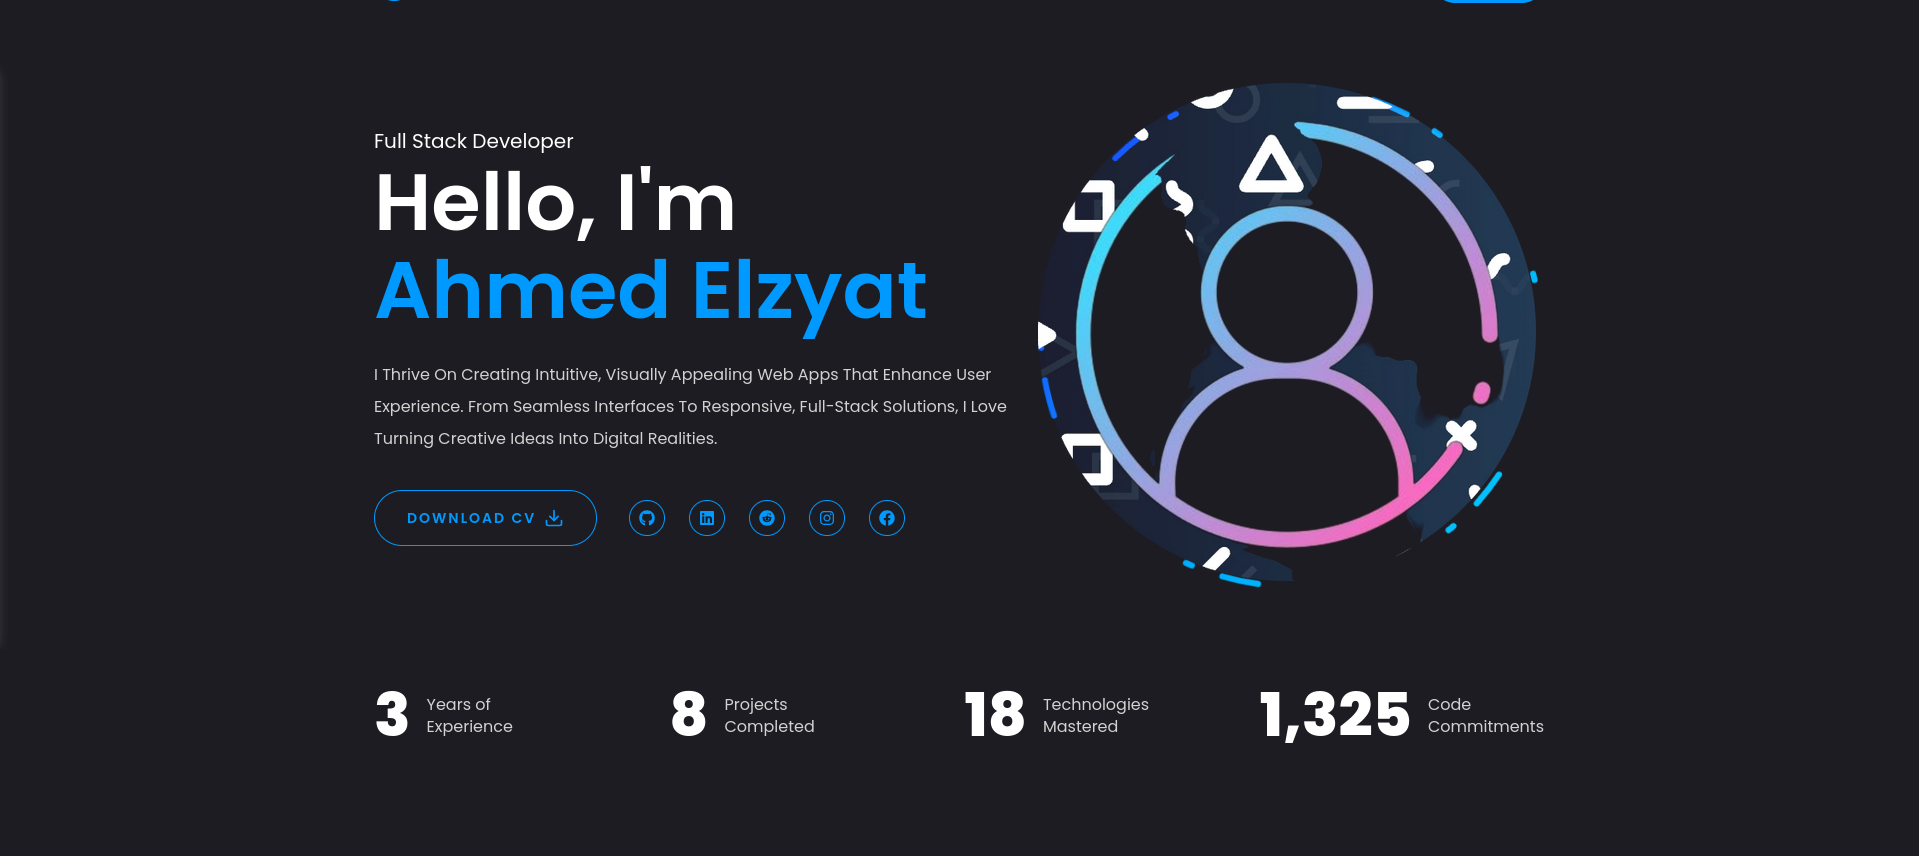 Full Stack Developer
Hello, I'm
Ahmed Elzyat
I Thrive On Creating Intuitive, Visually Appealing Web Apps That Enhance User
Experience. From Seamless Interfaces To Responsive, Full-Stack Solutions, I Love
Turning Creative Ideas Into Digital Realities.
DOWNLOAD CV
3 Years of
Experience
8 Projects
Completed
18 Technologies
Mastered
1,325 Code
Commitments